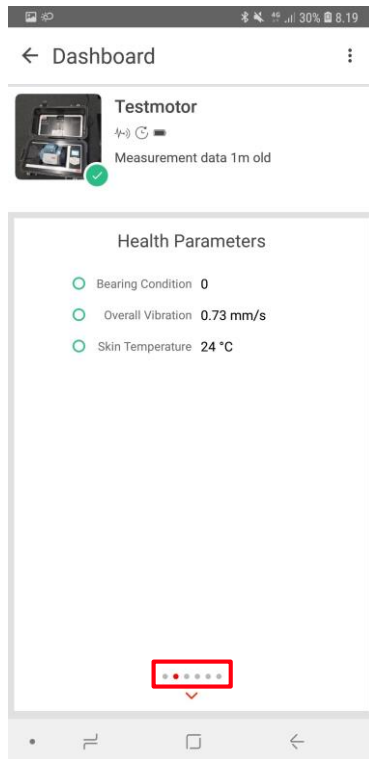 4G 30% 8.19
Dashboard
Testmotor
Measurement data 1m old
Health Parameters
Bearing Condition 0
Overall Vibration 0.73 mm/s
Skin Temperature 24 °C